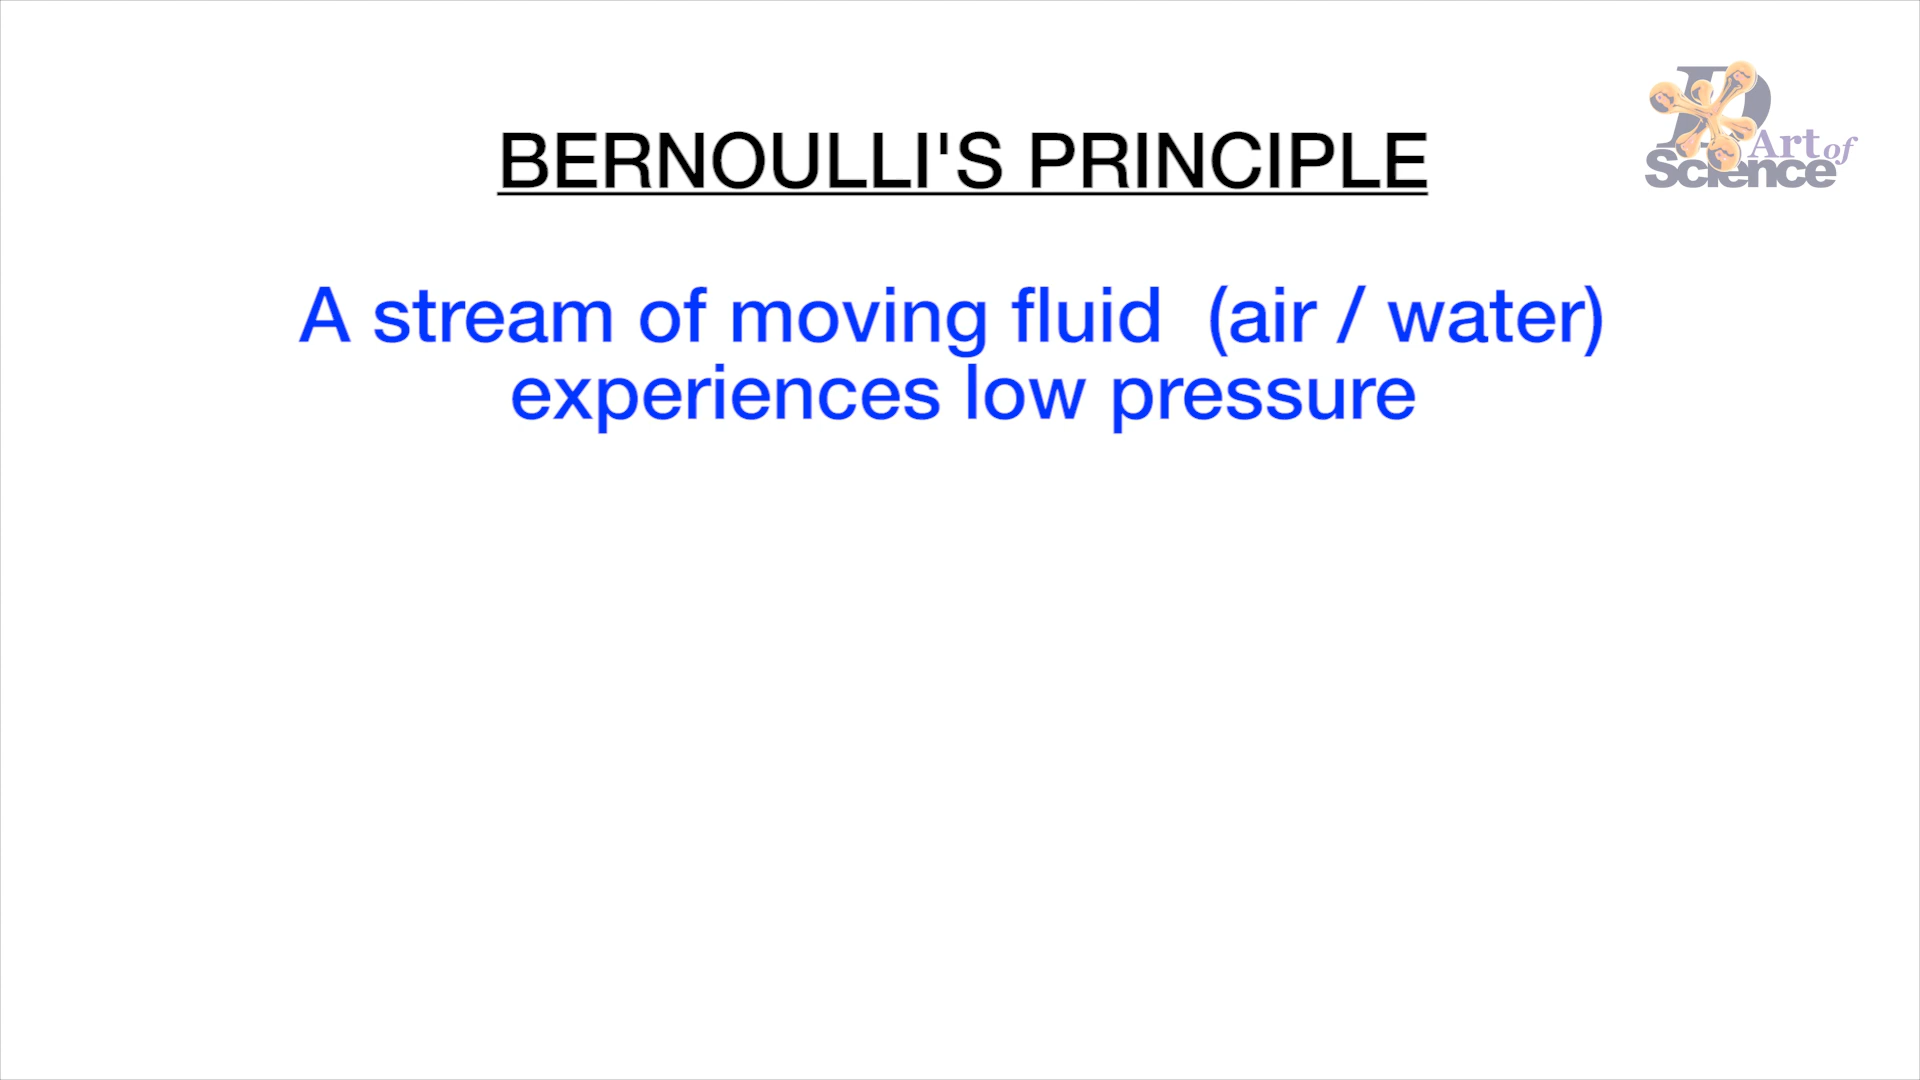 BERNOULLI'S PRINCIPLE
A stream of moving fluid  (air / water)
experiences low pressure
D
Art of
Science